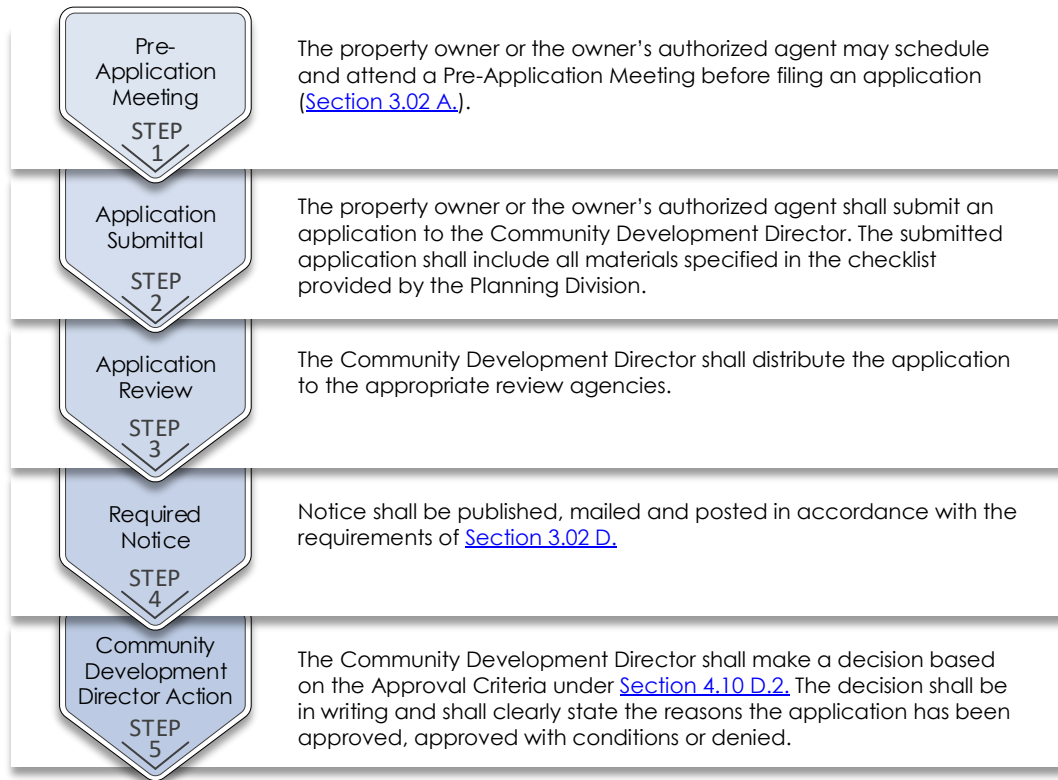 Pre-
Application
Meeting
STEP
1
The property owner or the owner’s authorized agent may schedule
and attend a Pre-Application Meeting before filing an application
(Section 3.02 A.).
Application
Submittal
STEP
2
The property owner or the owner’s authorized agent shall submit an
application to the Community Development Director. The submitted
application shall include all materials specified in the checklist
provided by the Planning Division.
Application
Review
STEP
3
The Community Development Director shall distribute the application
to the appropriate review agencies.
Required
Notice
STEP
4
Notice shall be published, mailed and posted in accordance with the
requirements of Section 3.02 D.
Community
Development
Director Action
STEP
5
The Community Development Director shall make a decision based
on the Approval Criteria under Section 4.10 D.2. The decision shall be
in writing and shall clearly state the reasons the application has been
approved, approved with conditions or denied.